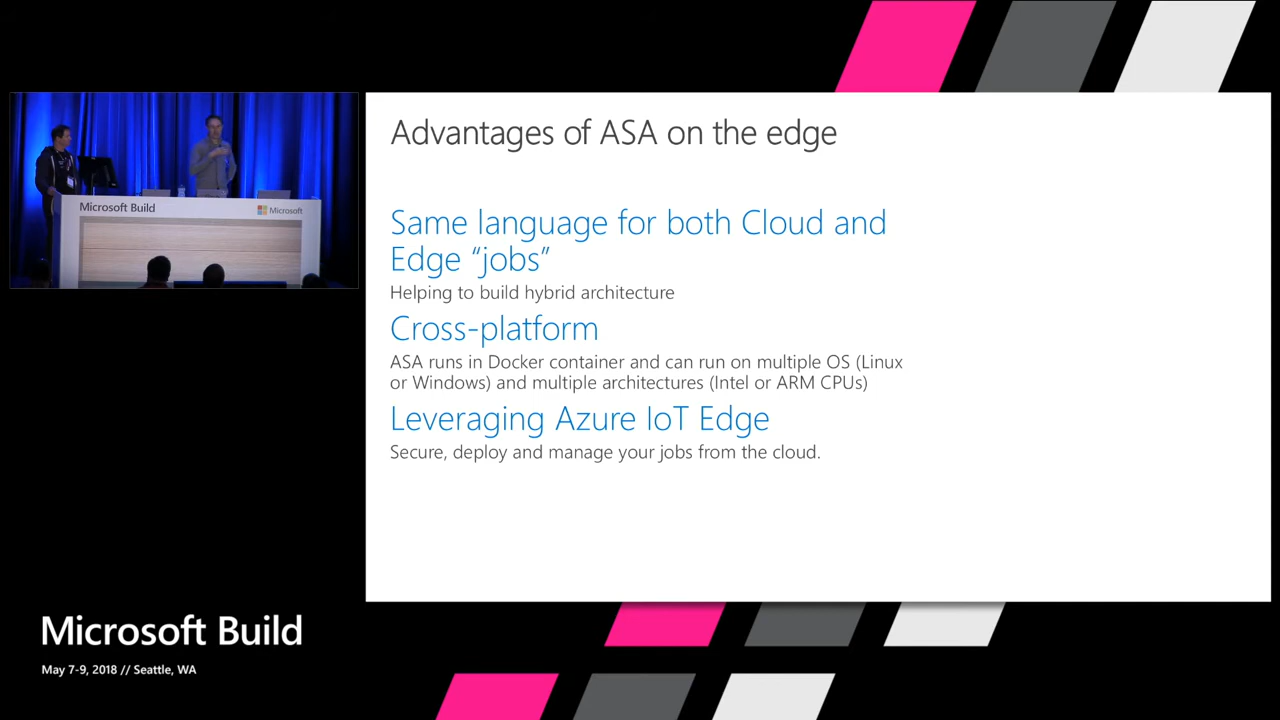 Advantages of ASA on the edge
Same language for both Cloud and
Edge “jobs”
Helping to build hybrid architecture
Cross-platform
ASA runs in Docker container and can run on multiple OS (Linux
or Windows) and multiple architectures (Intel or ARM CPUs)
Leveraging Azure IoT Edge
Secure, deploy and manage your jobs from the cloud.
Microsoft Build
Microsoft
Microsoft Build
May 7-9, 2018 // Seattle, WA